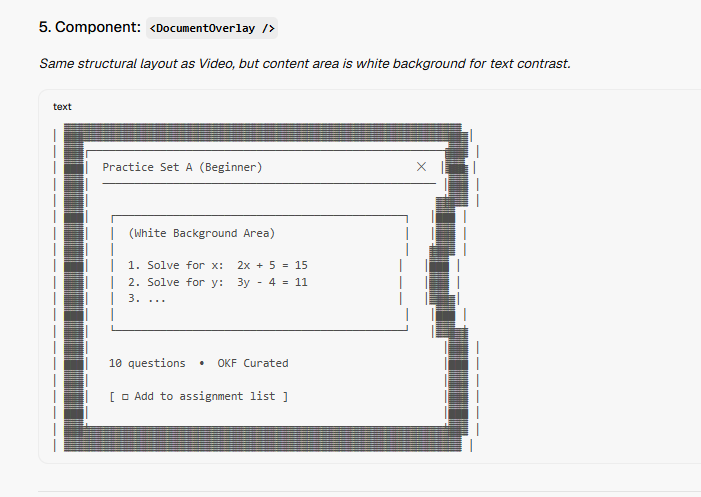 5. Component: <DocumentOverlay />
Same structural layout as Video, but content area is white background for text contrast.
text
Practice Set A (Beginner) ✕
(White Background Area)
1. Solve for x: 2x + 5 = 15
2. Solve for y: 3y - 4 = 11
3. ...
10 questions • OKF Curated
[ □ Add to assignment list ]